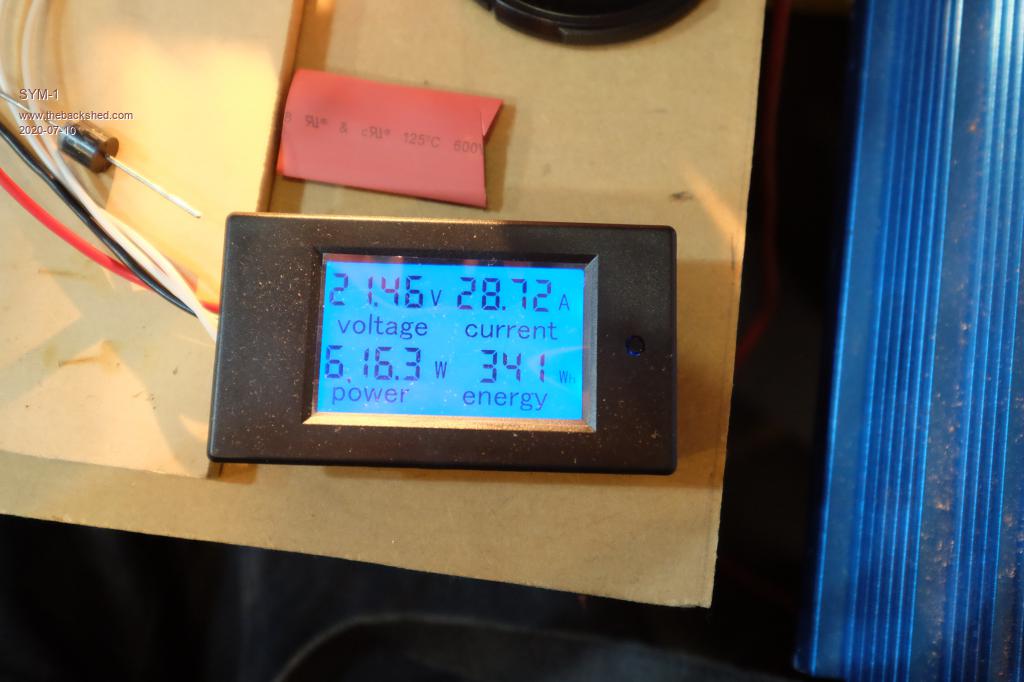 SYM-1
www.thebackshed.com
2020-07-10
& 125°C 600V
21.46 V 28.72 A
voltage current
616.3 W 341 Wh
power energy